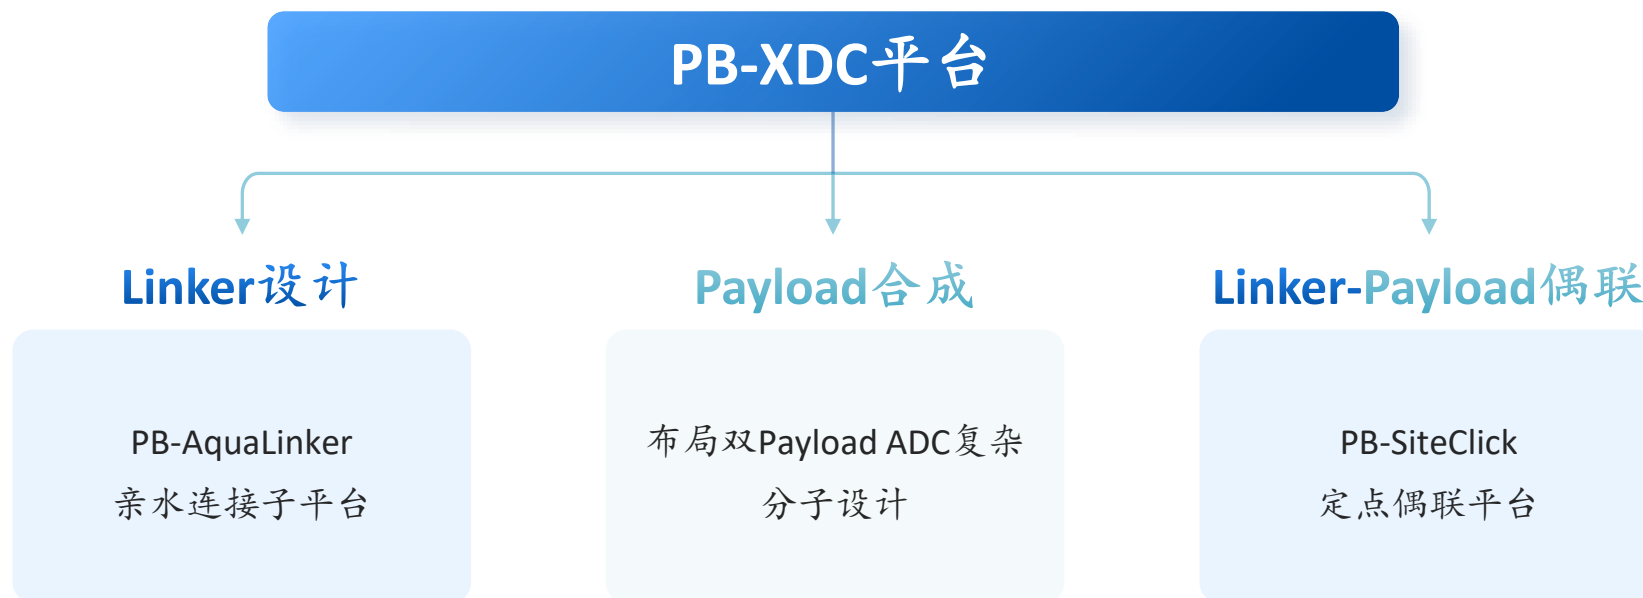 PB-XDC平台
Linker设计
Payload合成
Linker-Payload偶联
PB-AquaLinker
亲水连接子平台
布局双Payload ADC复杂
分子设计
PB-SiteClick
定点偶联平台